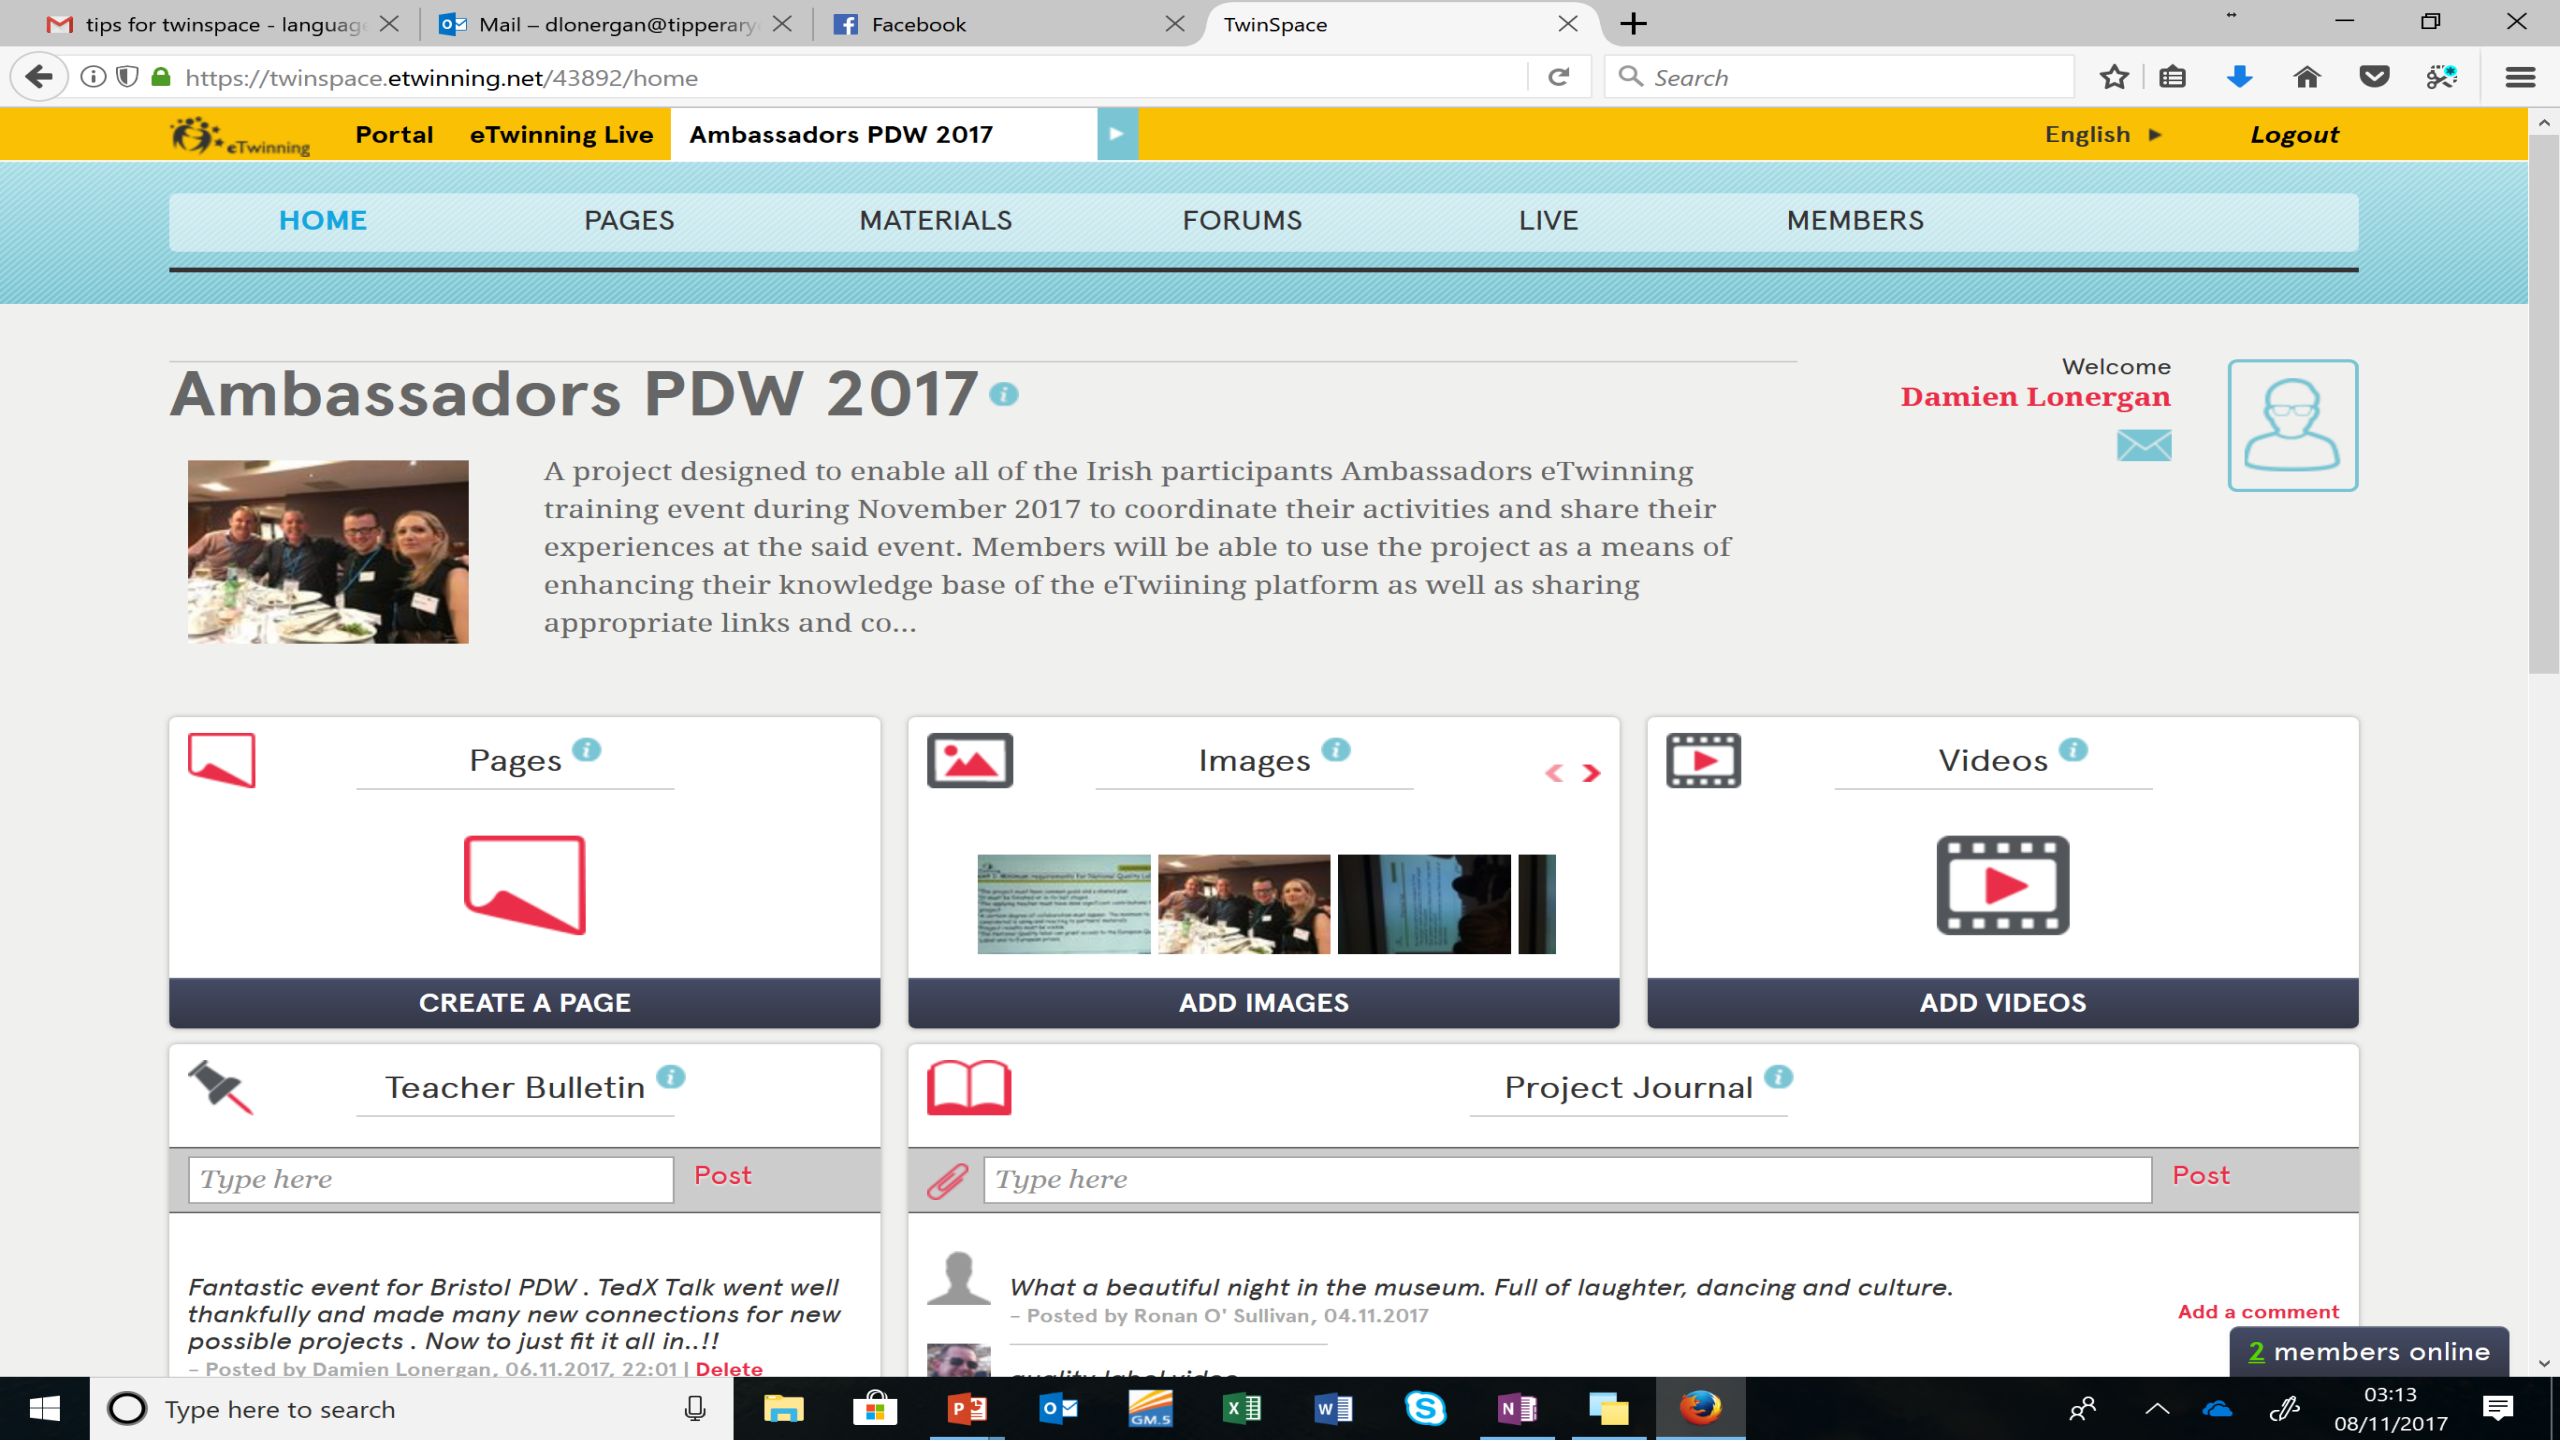 tips for twinspace - language
Mail – dlonergan@tipperary
Facebook
TwinSpace
https://twinspace.etwinning.net/43892/home
Search
eTwinning
Portal
eTwinning Live
Ambassadors PDW 2017
English
Logout
HOME
PAGES
MATERIALS
FORUMS
LIVE
MEMBERS
Ambassadors PDW 2017
Welcome
Damien Lonergan
A project designed to enable all of the Irish participants Ambassadors eTwinning
training event during November 2017 to coordinate their activities and share their
experiences at the said event. Members will be able to use the project as a means of
enhancing their knowledge base of the eTwiining platform as well as sharing
appropriate links and co...
Pages
Images
Videos
CREATE A PAGE
ADD IMAGES
ADD VIDEOS
Teacher Bulletin
Type here
Post
Fantastic event for Bristol PDW . TedX Talk went well
thankfully and made many new connections for new
possible projects . Now to just fit it all in..!!
– Posted by Damien Lonergan, 06.11.2017, 22:01 | Delete
Project Journal
Type here
Post
What a beautiful night in the museum. Full of laughter, dancing and culture.
– Posted by Ronan O' Sullivan, 04.11.2017
Add a comment
quality label video
2 members online
Type here to search
GM.5
03:13
08/11/2017